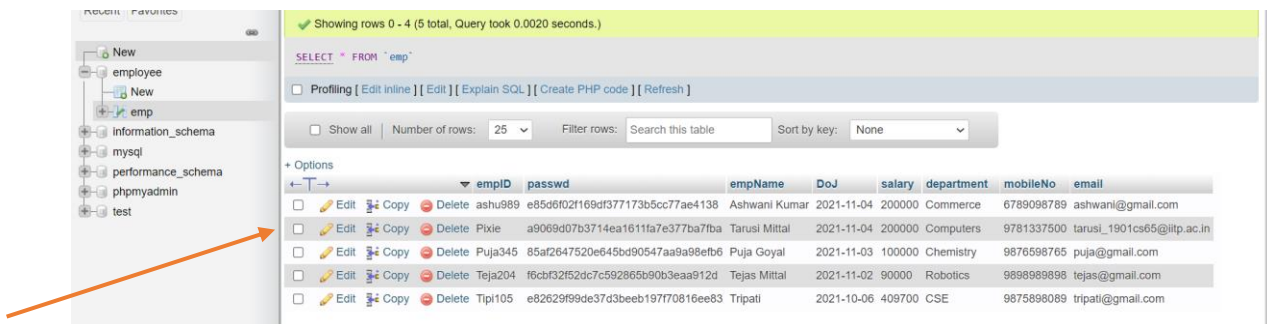 Recent Favorites
New
employee
New
emp
information_schema
mysql
performance_schema
phpmyadmin
test
Showing rows 0 - 4 (5 total, Query took 0.0020 seconds.)
SELECT * FROM `emp`
Profiling [ Edit inline ] [ Edit ] [ Explain SQL ] [ Create PHP code ] [ Refresh ]
Show all | Number of rows: 25 Filter rows: Search this table Sort by key: None
+ Options
←T→ empID passwd empName DoJ salary department mobileNo email
Edit Copy Delete ashu989 e85d6f02f169df377173b5cc77ae4138 Ashwani Kumar 2021-11-04 200000 Commerce 6789098789 ashwani@gmail.com
Edit Copy Delete Pixie a9069d07b3714ea1611fa7e377ba7fba Tarusi Mittal 2021-11-04 200000 Computers 9781337500 tarusi_1901cs65@iitp.ac.in
Edit Copy Delete Puja345 85af2647520e645bd90547aa9a98efb6 Puja Goyal 2021-11-03 100000 Chemistry 9876598765 puja@gmail.com
Edit Copy Delete Teja204 f6cbf32f52dc7c592865b90b3eaa912d Tejas Mittal 2021-11-02 90000 Robotics 9898989898 tejas@gmail.com
Edit Copy Delete Tipi105 e82629f99de37d3beeb197f70816ee83 Tripati 2021-10-06 409700 CSE 9875898089 tripati@gmail.com